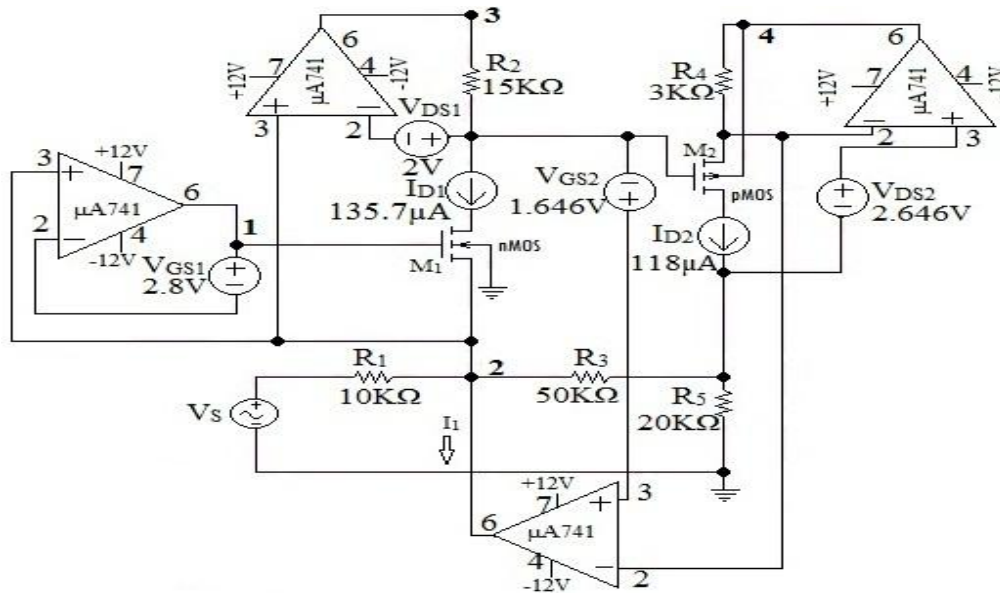 3
6
μA741
+12V
7
4
-12V
3
2
R2
15KΩ
VDS1
2V
ID1
135.7μA
nMOS
M1
3
+12V
7
6
μA741
2
4
-12V
1
VGS1
2.8V
VGS2
1.646V
4
6
R4
3KΩ
μA741
+12V
7
4
12V
2
3
M2
pMOS
VDS2
2.646V
ID2
118μA
R1
10KΩ
2
R3
50KΩ
R5
20KΩ
VS
I1
+12V
7
3
6
μA741
4
-12V
2